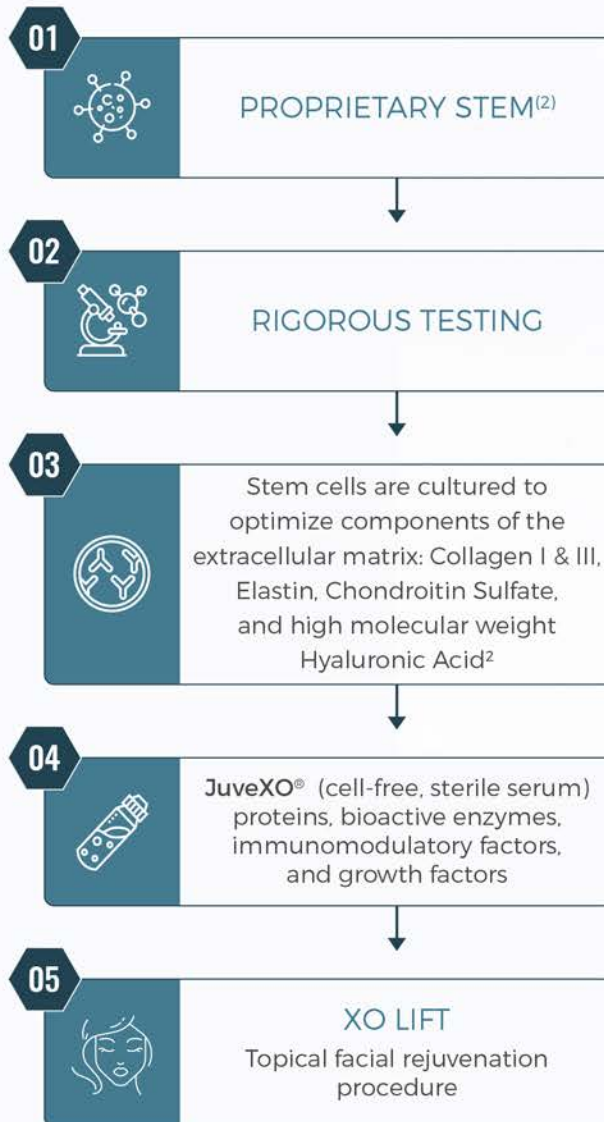 01
PROPRIETARY STEM(2)
02
RIGOROUS TESTING
03
Stem cells are cultured to
optimize components of the
extracellular matrix: Collagen I & III,
Elastin, Chondroitin Sulfate,
and high molecular weight
Hyaluronic Acid²
04
JuveXO® (cell-free, sterile serum)
proteins, bioactive enzymes,
immunomodulatory factors,
and growth factors
05
XO LIFT
Topical facial rejuvenation
procedure